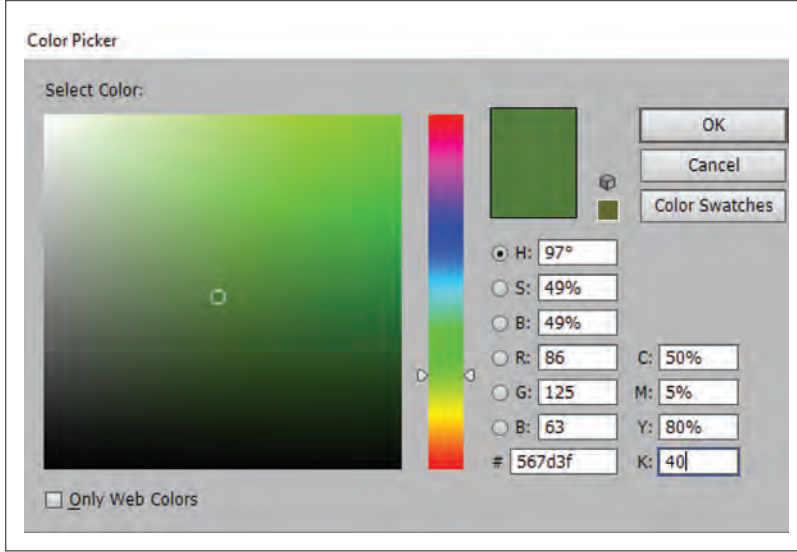 Color Picker
Select Color:
OK
Cancel
Color Swatches
H: 97°
S: 49%
B: 49%
R: 86 C: 50%
G: 125 M: 5%
B: 63 Y: 80%
# 567d3f K: 40
Only Web Colors